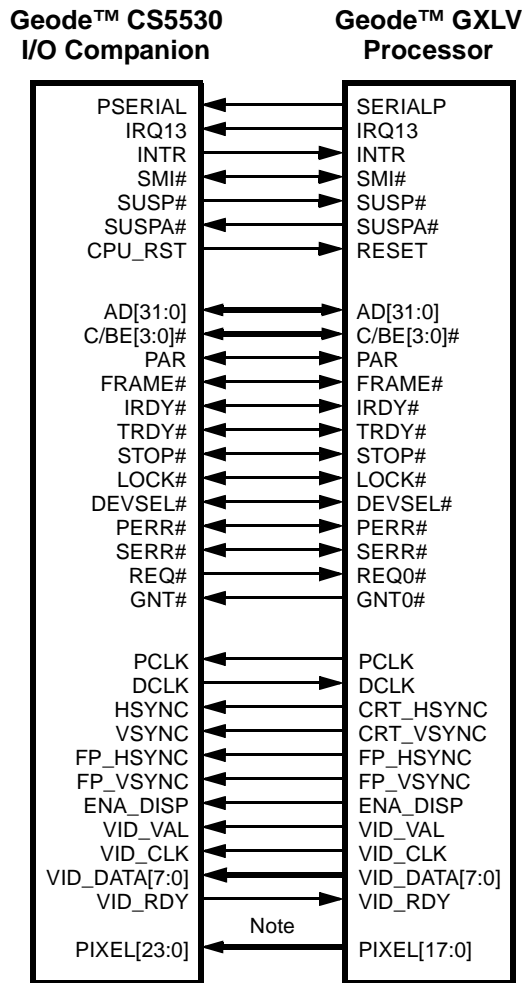 Geode™ CS5530 I/O Companion
Geode™ GXLV Processor
PSERIAL SERIALP
IRQ13 IRQ13
INTR INTR
SMI# SMI#
SUSP# SUSP#
SUSPA# SUSPA#
CPU_RST RESET
AD[31:0] AD[31:0]
C/BE[3:0]# C/BE[3:0]#
PAR PAR
FRAME# FRAME#
IRDY# IRDY#
TRDY# TRDY#
STOP# STOP#
LOCK# LOCK#
DEVSEL# DEVSEL#
PERR# PERR#
SERR# SERR#
REQ# REQ0#
GNT# GNT0#
PCLK PCLK
DCLK DCLK
HSYNC CRT_HSYNC
VSYNC CRT_VSYNC
FP_HSYNC FP_HSYNC
FP_VSYNC FP_VSYNC
ENA_DISP ENA_DISP
VID_VAL VID_VAL
VID_CLK VID_CLK
VID_DATA[7:0] VID_DATA[7:0]
VID_RDY VID_RDY
Note
PIXEL[23:0] PIXEL[17:0]